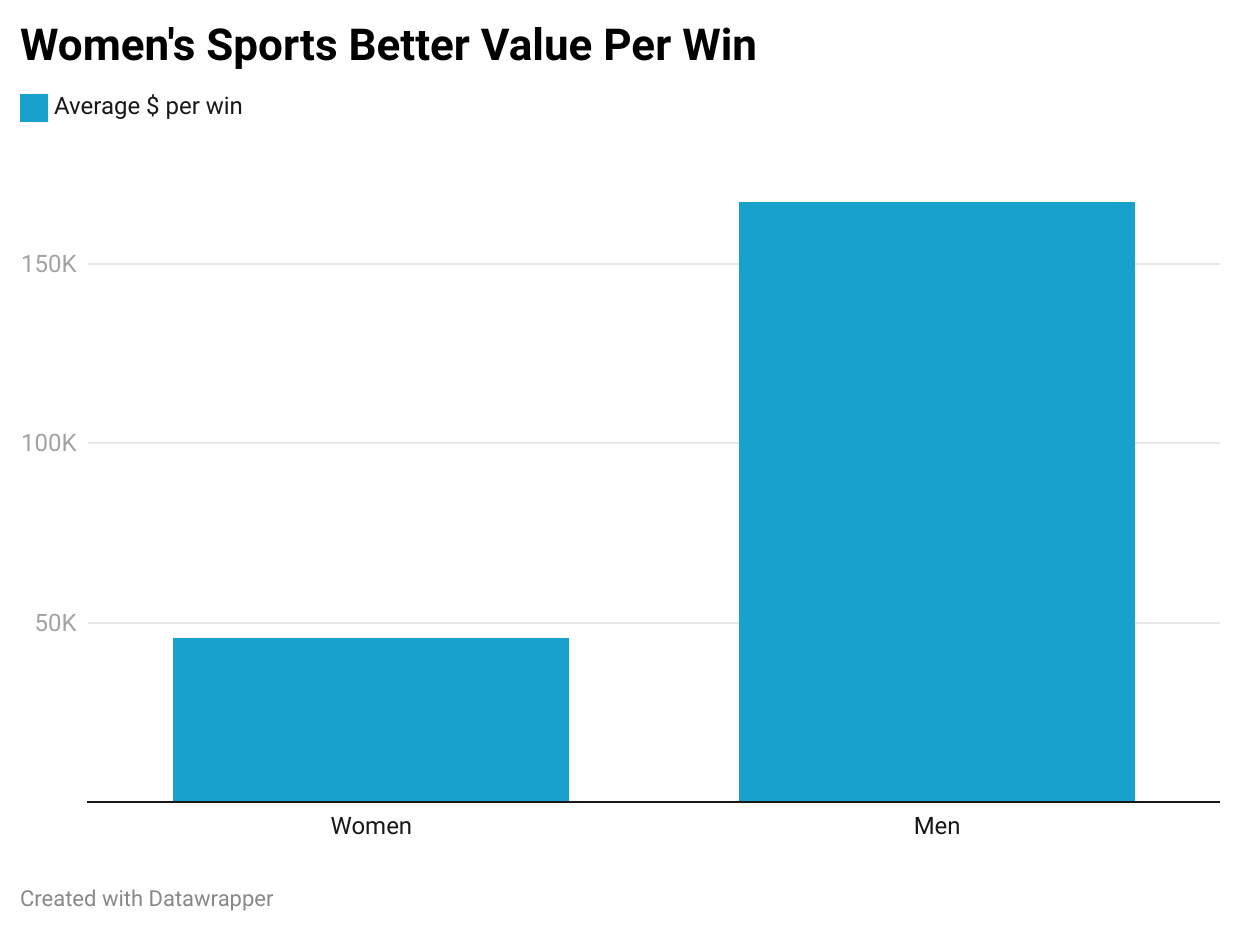 Women's Sports Better Value Per Win
Average $ per win
150K
100K
50K
Women Men
Created with Datawrapper